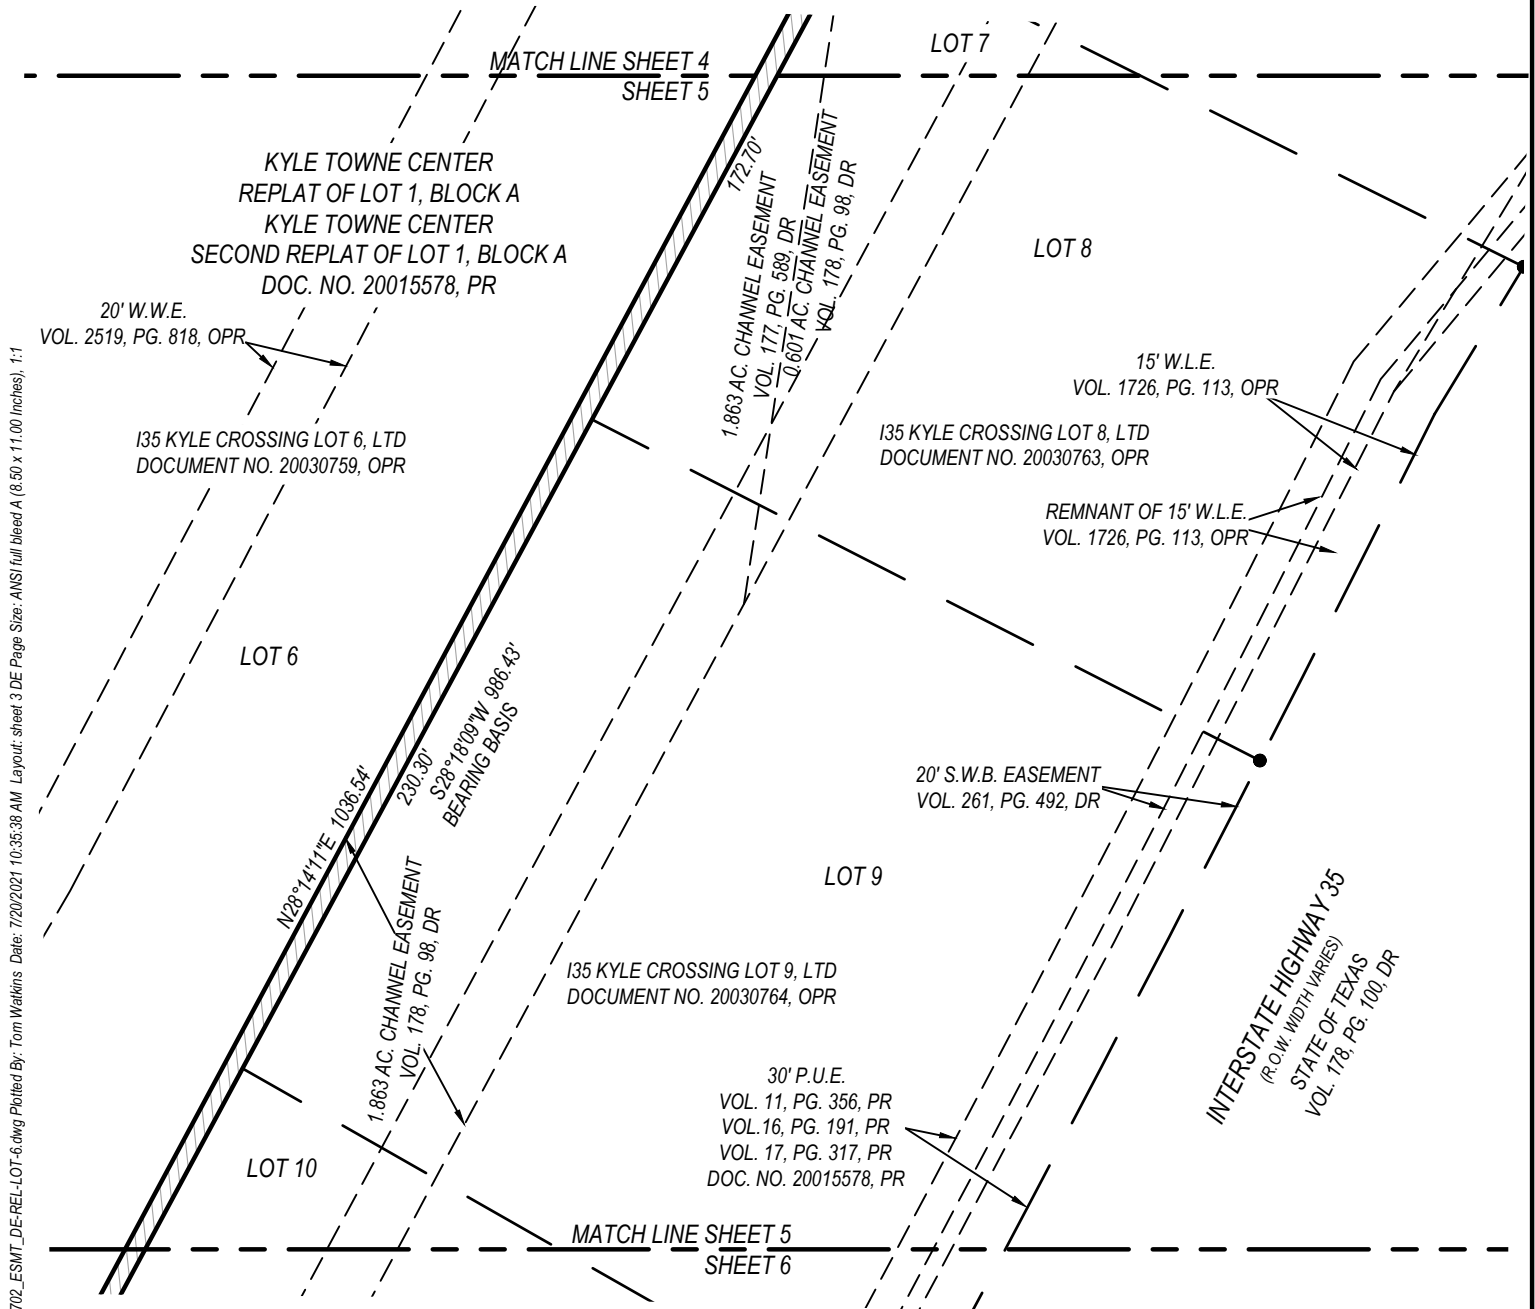 LOT 7
MATCH LINE SHEET 4
SHEET 5
KYLE TOWNE CENTER
REPLAT OF LOT 1, BLOCK A
KYLE TOWNE CENTER
SECOND REPLAT OF LOT 1, BLOCK A
DOC. NO. 20015578, PR
172.70'
1.863 AC. CHANNEL EASEMENT
VOL. 177, PG. 589, DR
0.601 AC. CHANNEL EASEMENT
VOL. 178, PG. 98, DR
LOT 8
20' W.W.E.
VOL. 2519, PG. 818, OPR
15' W.L.E.
VOL. 1726, PG. 113, OPR
I35 KYLE CROSSING LOT 6, LTD
DOCUMENT NO. 20030759, OPR
I35 KYLE CROSSING LOT 8, LTD
DOCUMENT NO. 20030763, OPR
REMNANT OF 15' W.L.E.
VOL. 1726, PG. 113, OPR
LOT 6
N28°14'11"E 1036.54'
230.30'
S28°18'09"W 986.43'
BEARING BASIS
20' S.W.B. EASEMENT
VOL. 261, PG. 492, DR
LOT 9
1.863 AC. CHANNEL EASEMENT
VOL. 178, PG. 98, DR
I35 KYLE CROSSING LOT 9, LTD
DOCUMENT NO. 20030764, OPR
INTERSTATE HIGHWAY 35
(R.O.W. WIDTH VARIES)
STATE OF TEXAS
VOL. 178, PG. 100, DR
30' P.U.E.
VOL. 11, PG. 356, PR
VOL.16, PG. 191, PR
VOL. 17, PG. 317, PR
DOC. NO. 20015578, PR
LOT 10
MATCH LINE SHEET 5
SHEET 6
702_ESMT_DE-REL-LOT-6.dwg Plotted By: Tom Watkins Date: 7/20/2021 10:35:38 AM Layout: sheet 3 DE Page Size: ANSI full bleed A (8.50 x 11.00 Inches), 1:1